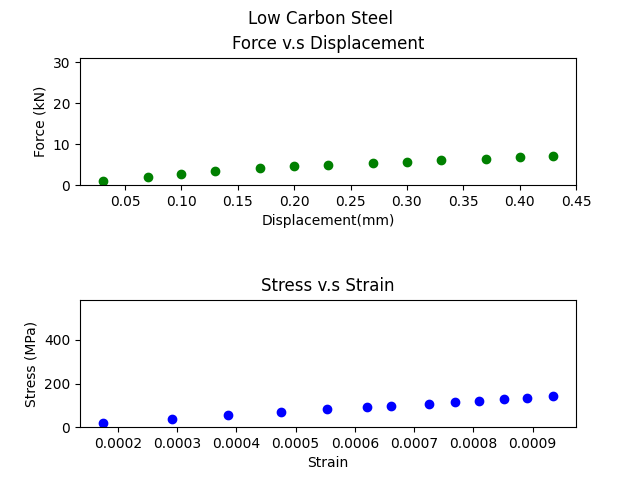 Low Carbon Steel
Force v.s Displacement
30
20
10
0
Force (kN)
0.05 0.10 0.15 0.20 0.25 0.30 0.35 0.40 0.45
Displacement(mm)
Stress v.s Strain
400
200
0
Stress (MPa)
0.0002 0.0003 0.0004 0.0005 0.0006 0.0007 0.0008 0.0009
Strain